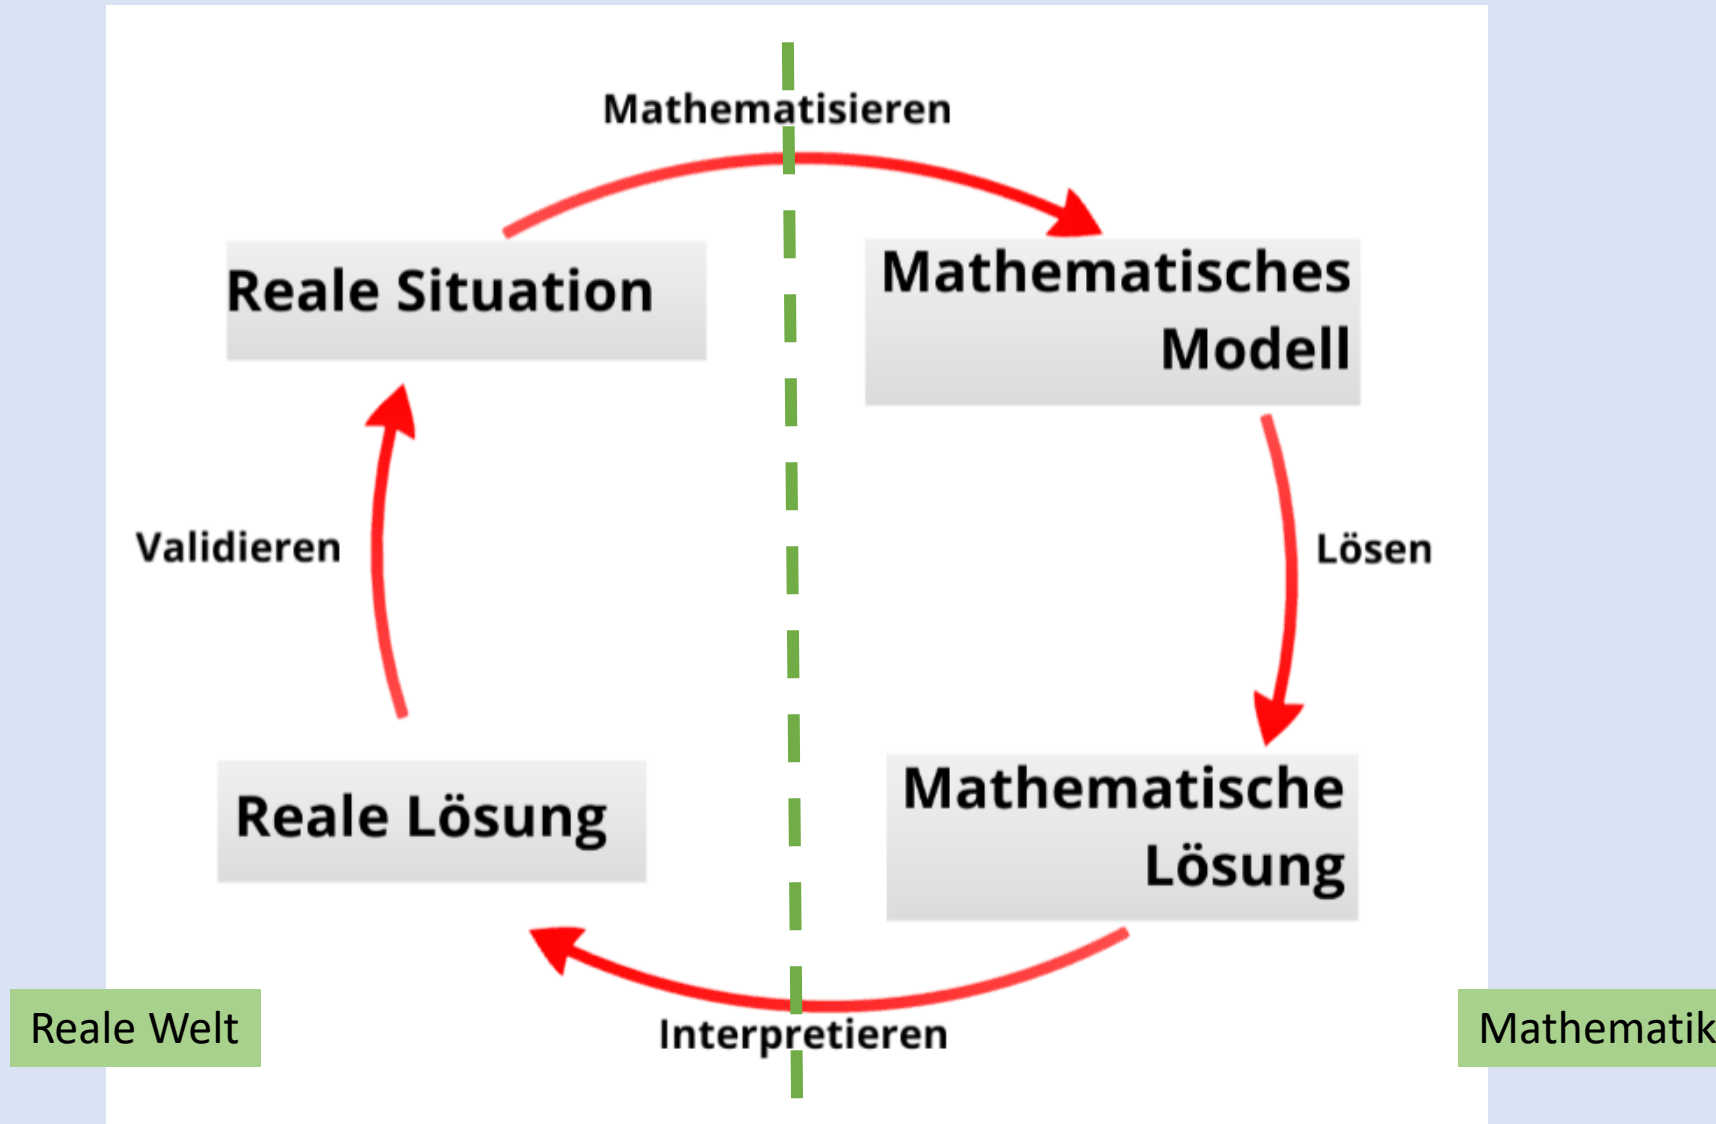 Mathematisieren
Reale Situation
Mathematisches
Modell
Validieren
Lösen
Reale Lösung
Mathematische
Lösung
Interpretieren
Reale Welt
Mathematik